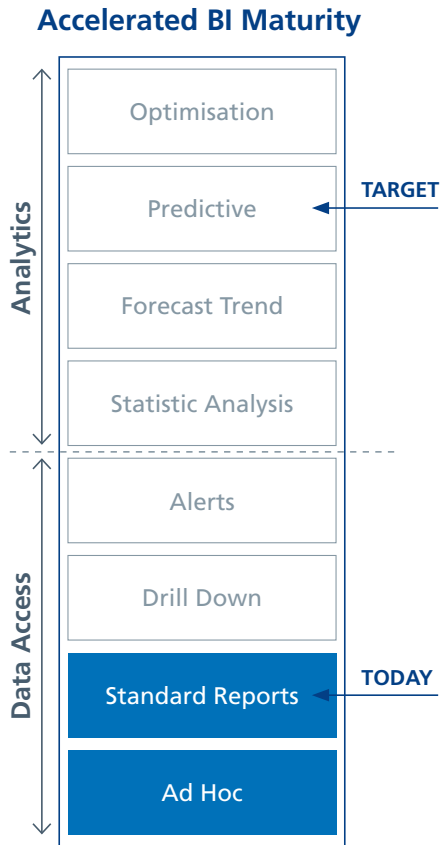 Accelerated BI Maturity
Analytics
Optimisation
Predictive
TARGET
Forecast Trend
Statistic Analysis
Data Access
Alerts
Drill Down
Standard Reports
TODAY
Ad Hoc